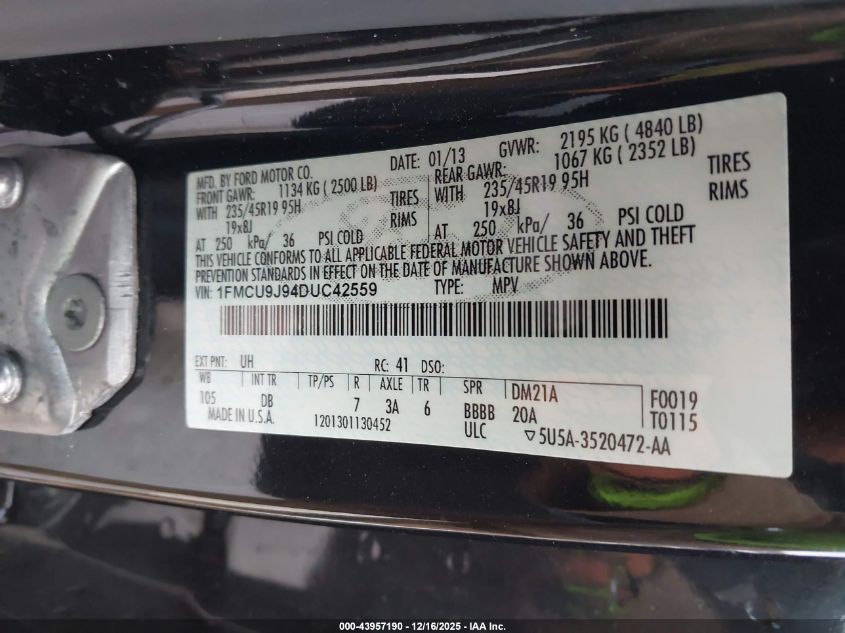 MFD. BY FORD MOTOR CO.
DATE: 01/13 GVWR: 2195 KG ( 4840 LB)
FRONT GAWR: 1134 KG ( 2500 LB) REAR GAWR: 1067 KG ( 2352 LB)
WITH 235/45R19 95H TIRES WITH 235/45R19 95H TIRES
19x8J RIMS 19x8J RIMS
AT 250 kPa/ 36 PSI COLD AT 250 kPa/ 36 PSI COLD
THIS VEHICLE CONFORMS TO ALL APPLICABLE FEDERAL MOTOR VEHICLE SAFETY AND THEFT
PREVENTION STANDARDS IN EFFECT ON THE DATE OF MANUFACTURE SHOWN ABOVE.
VIN: 1FMCU9J94DUC42559 TYPE: MPV
EXT PNT: UH RC: 41 DSO:
WB INT TR TP/PS R AXLE TR SPR DM21A F0019
105 DB 7 3A 6 BBBB 20A T0115
MADE IN U.S.A. 1201301130452 ULC ▽5U5A-3520472-AA
000-43957190 - 12/16/2025 - IAA Inc.